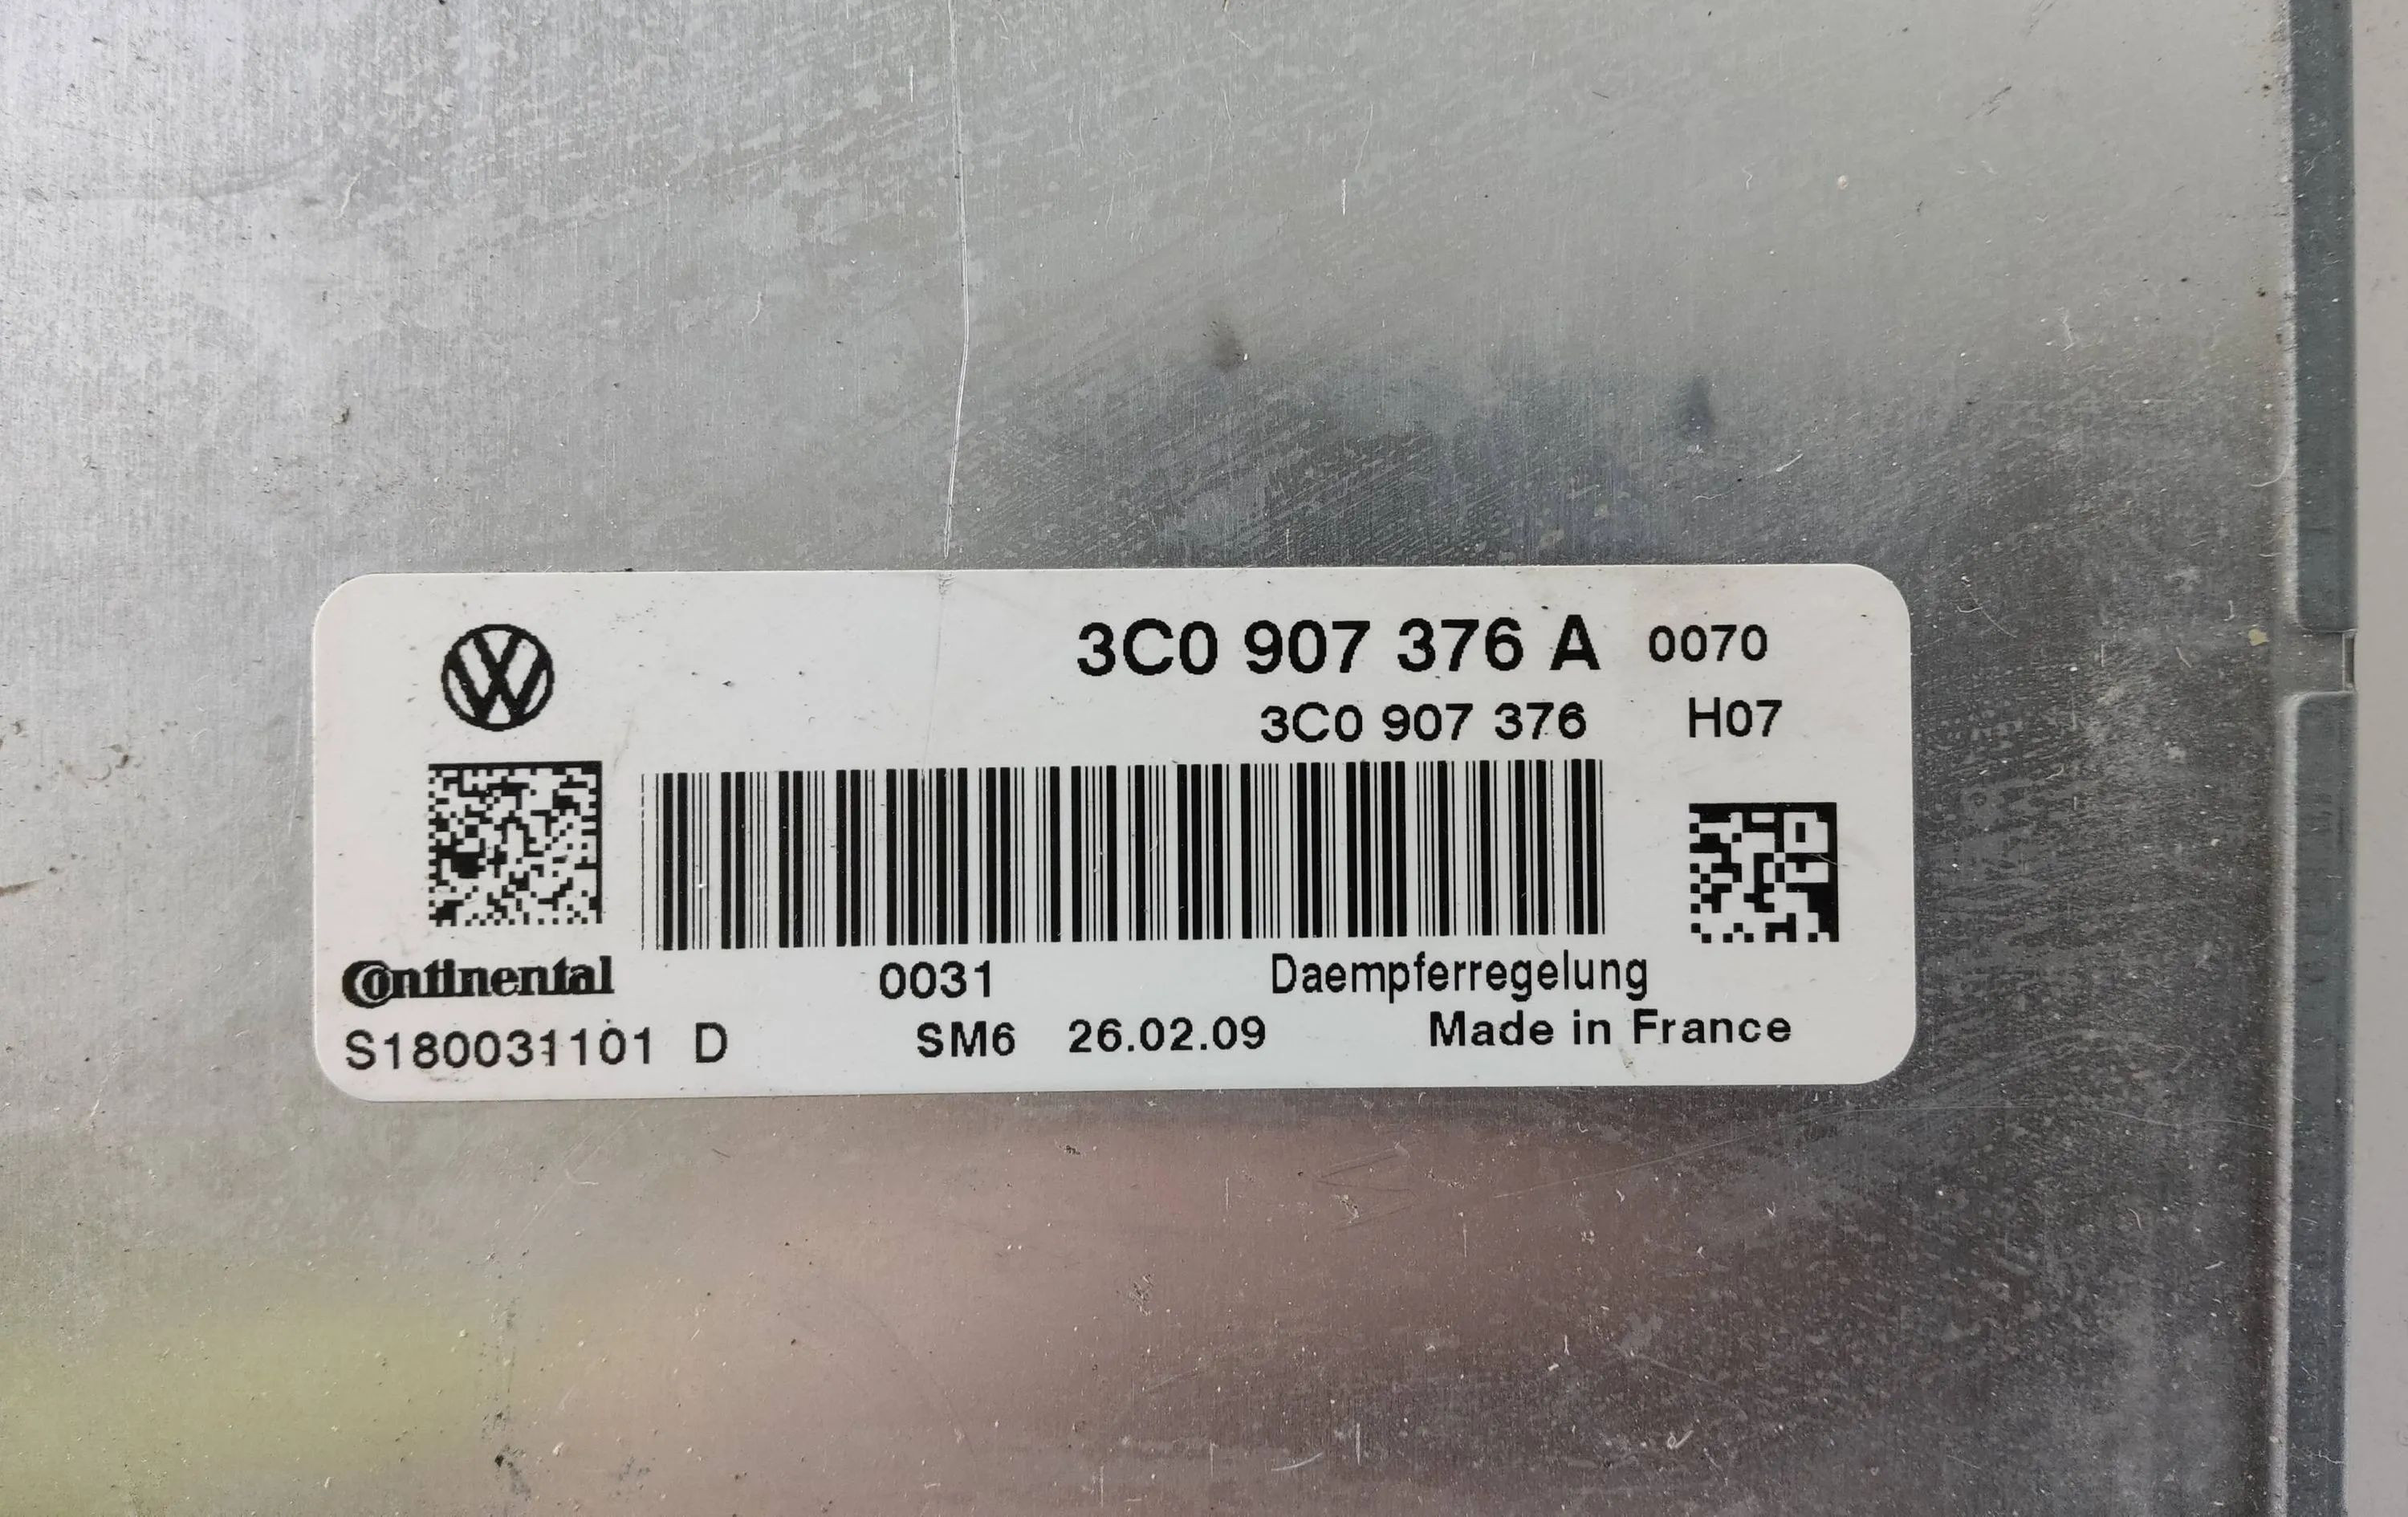 3C0 907 376 A 0070
3C0 907 376 H07
Continental 0031 Daempferregelung
S180031101 D SM6 26.02.09 Made in France